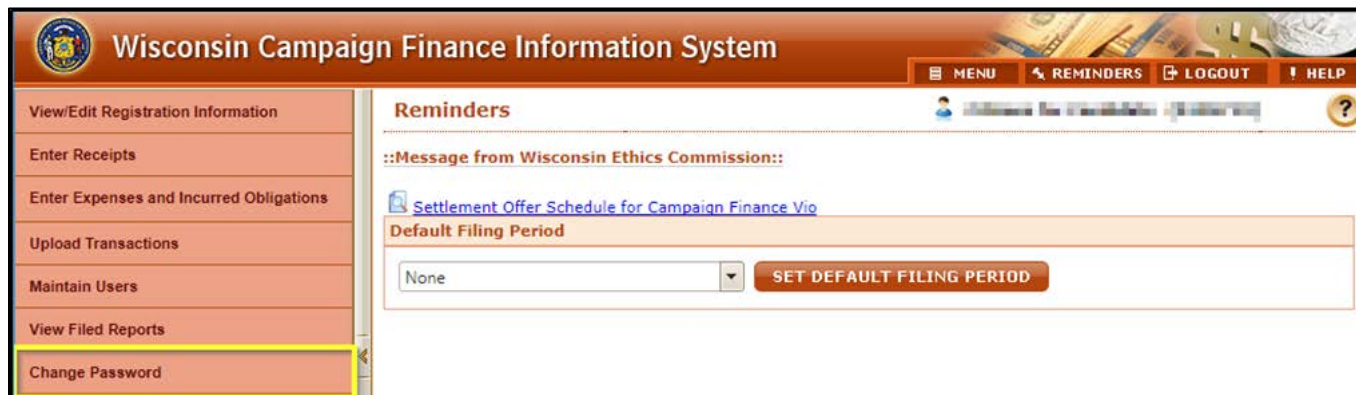 Wisconsin Campaign Finance Information System
MENU
REMINDERS
LOGOUT
! HELP
View/Edit Registration Information
Enter Receipts
Enter Expenses and Incurred Obligations
Upload Transactions
Maintain Users
View Filed Reports
Change Password
Reminders
?
::Message from Wisconsin Ethics Commission::
Settlement Offer Schedule for Campaign Finance Vio
Default Filing Period
None
SET DEFAULT FILING PERIOD